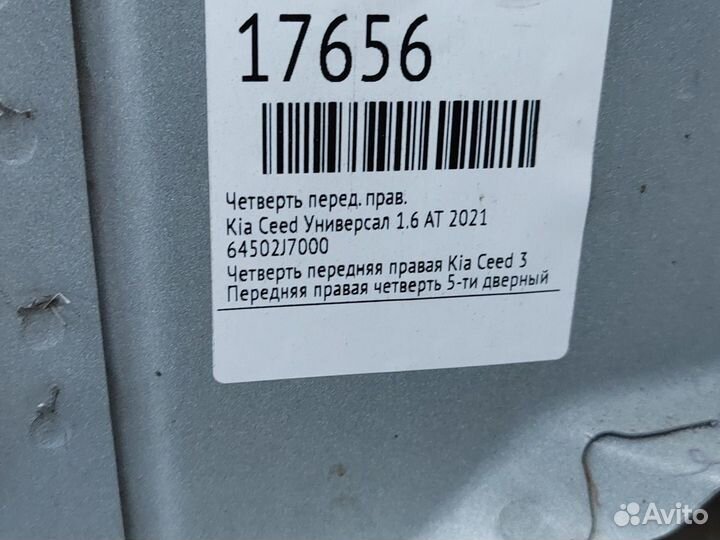 17656
Четверть перед. прав.
Kia Ceed Универсал 1.6 AT 2021
64502J7000
Четверть передняя правая Kia Ceed 3
Передняя правая четверть 5-ти дверный
Avito